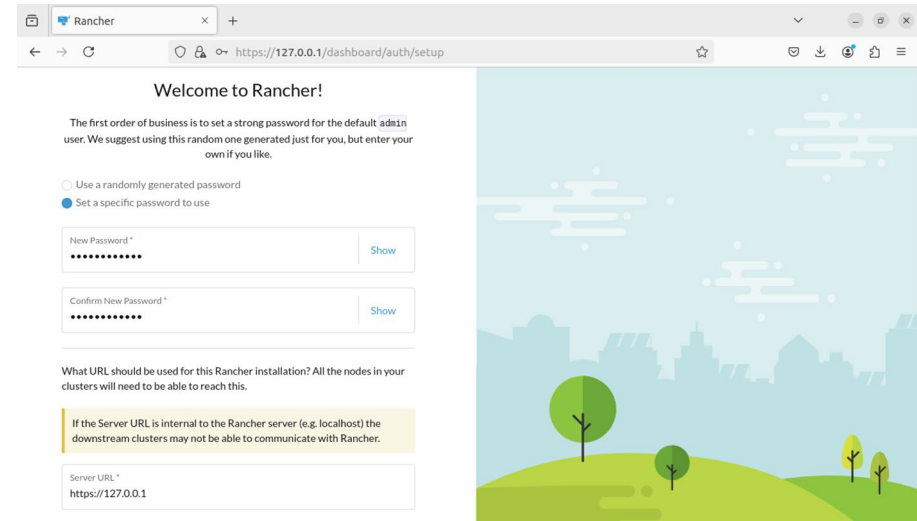 Rancher
https://127.0.0.1/dashboard/auth/setup
Welcome to Rancher!
The first order of business is to set a strong password for the default admin
user. We suggest using this random one generated just for you, but enter your
own if you like.
Use a randomly generated password
Set a specific password to use
New Password *
Show
Confirm New Password *
Show
What URL should be used for this Rancher installation? All the nodes in your
clusters will need to be able to reach this.
If the Server URL is internal to the Rancher server (e.g. localhost) the
downstream clusters may not be able to communicate with Rancher.
Server URL *
https://127.0.0.1